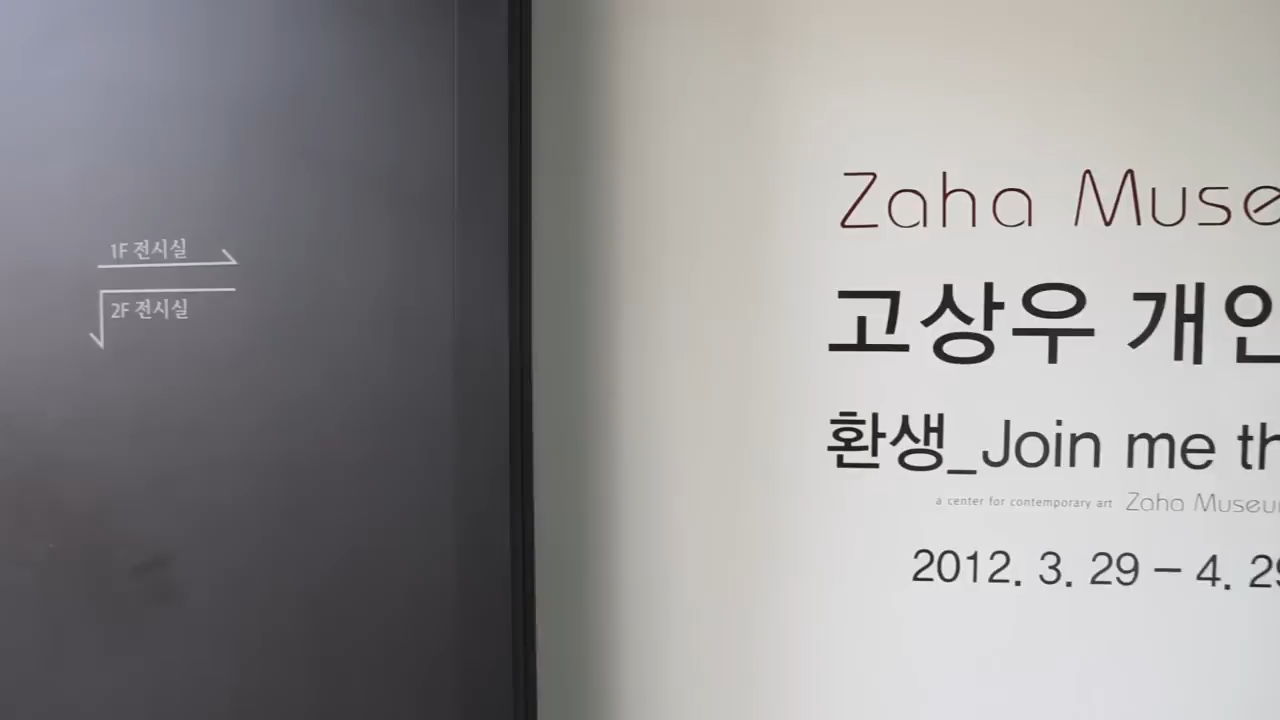 1F 전시실
2F 전시실
Zaha Muse
고상우 개인
환생_Join me th
a center for contemporary art Zaha Museu
2012. 3. 29 – 4. 29